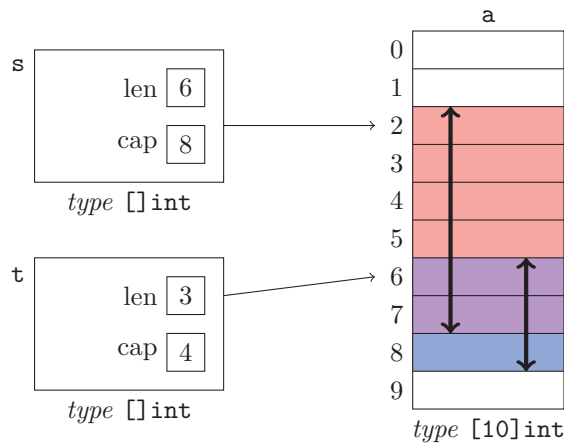 s
len 6
cap 8
type []int
t
len 3
cap 4
type []int
a
0
1
2
3
4
5
6
7
8
9
type [10]int